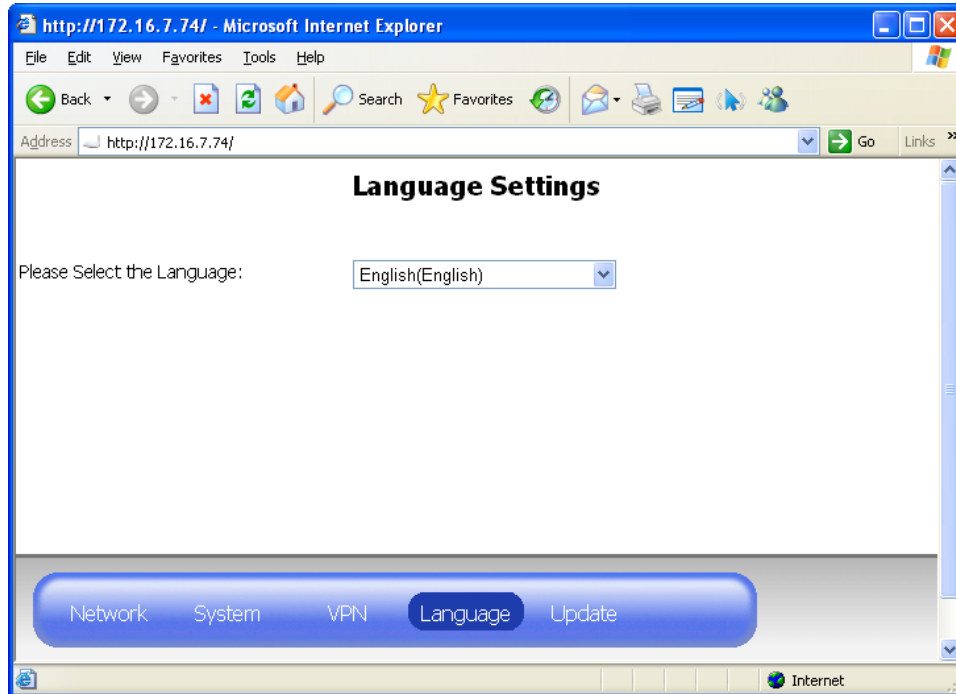 http://172.16.7.74/ - Microsoft Internet Explorer
File Edit View Favorites Tools Help
Back Search Favorites
Address http://172.16.7.74/ Go Links »
Language Settings
Please Select the Language: English(English)
Network System VPN Language Update
Internet